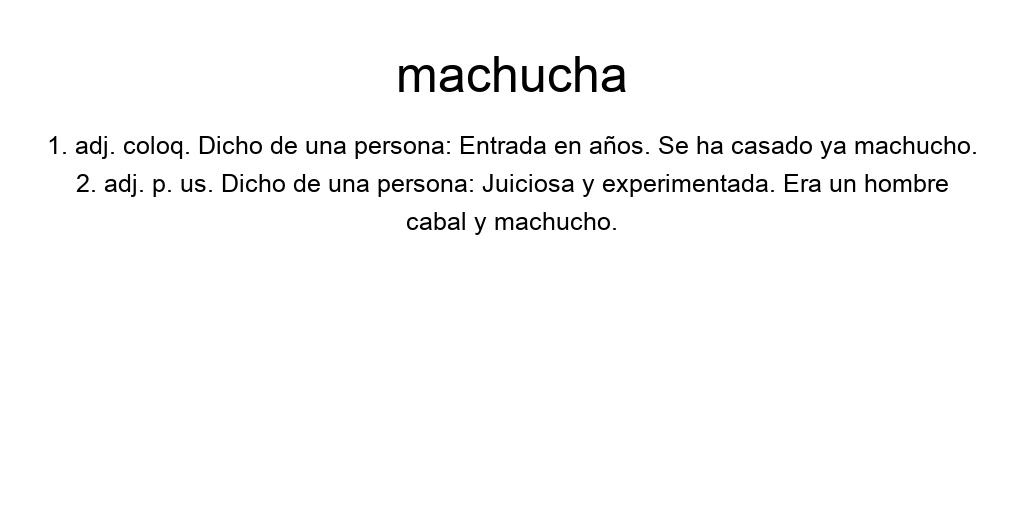 machucha
1. adj. coloq. Dicho de una persona: Entrada en años. Se ha casado ya machucho.
2. adj. p. us. Dicho de una persona: Juiciosa y experimentada. Era un hombre
cabal y machucho.